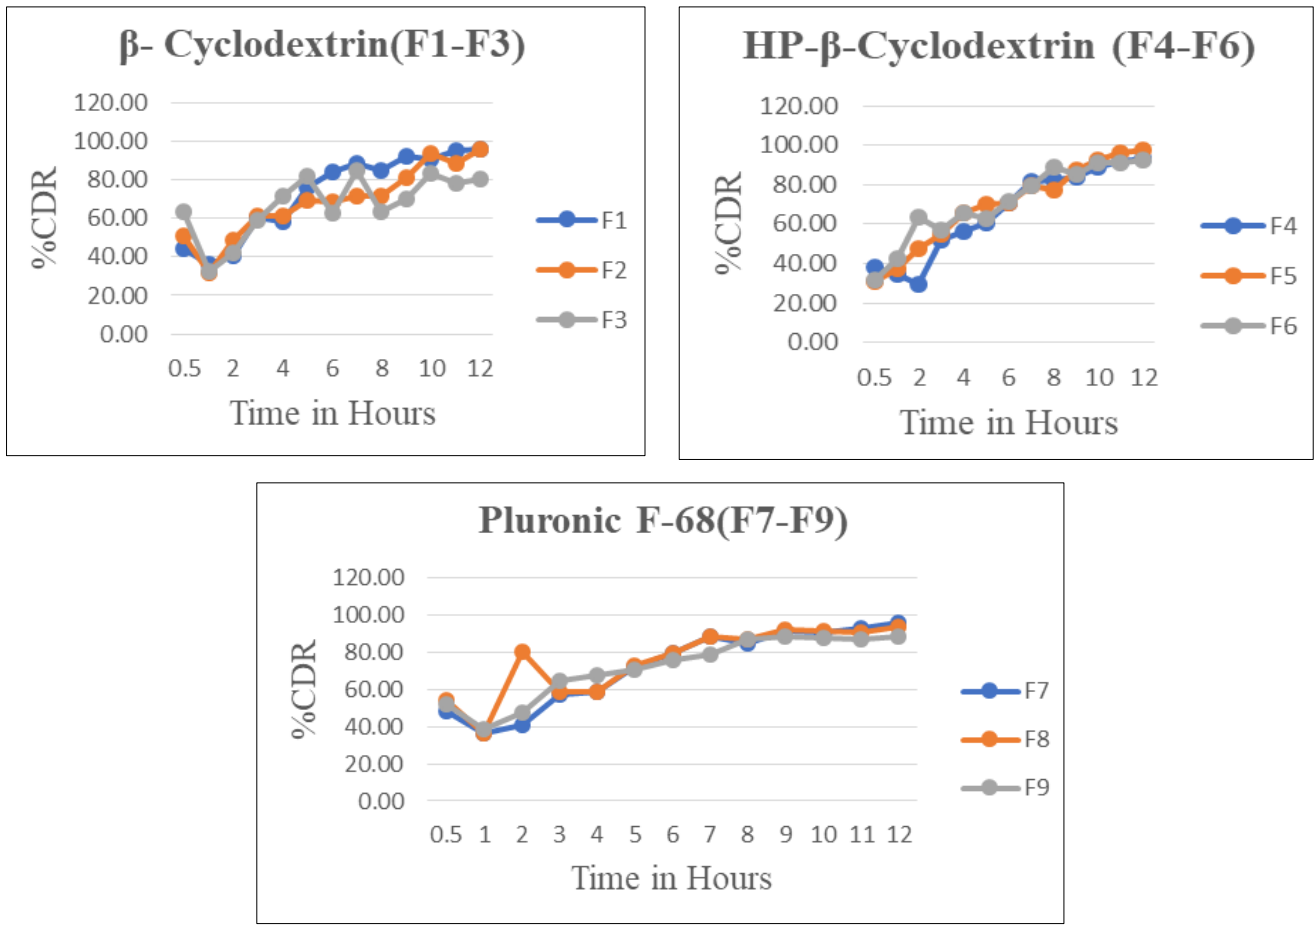 β- Cyclodextrin(F1-F3)
120.00
100.00
80.00
60.00
40.00
20.00
0.00
%CDR
0.5 2 4 6 8 10 12
Time in Hours
F1
F2
F3
HP-β-Cyclodextrin (F4-F6)
120.00
100.00
80.00
60.00
40.00
20.00
0.00
%CDR
0.5 2 4 6 8 10 12
Time in Hours
F4
F5
F6
Pluronic F-68(F7-F9)
120.00
100.00
80.00
60.00
40.00
20.00
0.00
%CDR
0.5 1 2 3 4 5 6 7 8 9 10 11 12
Time in Hours
F7
F8
F9